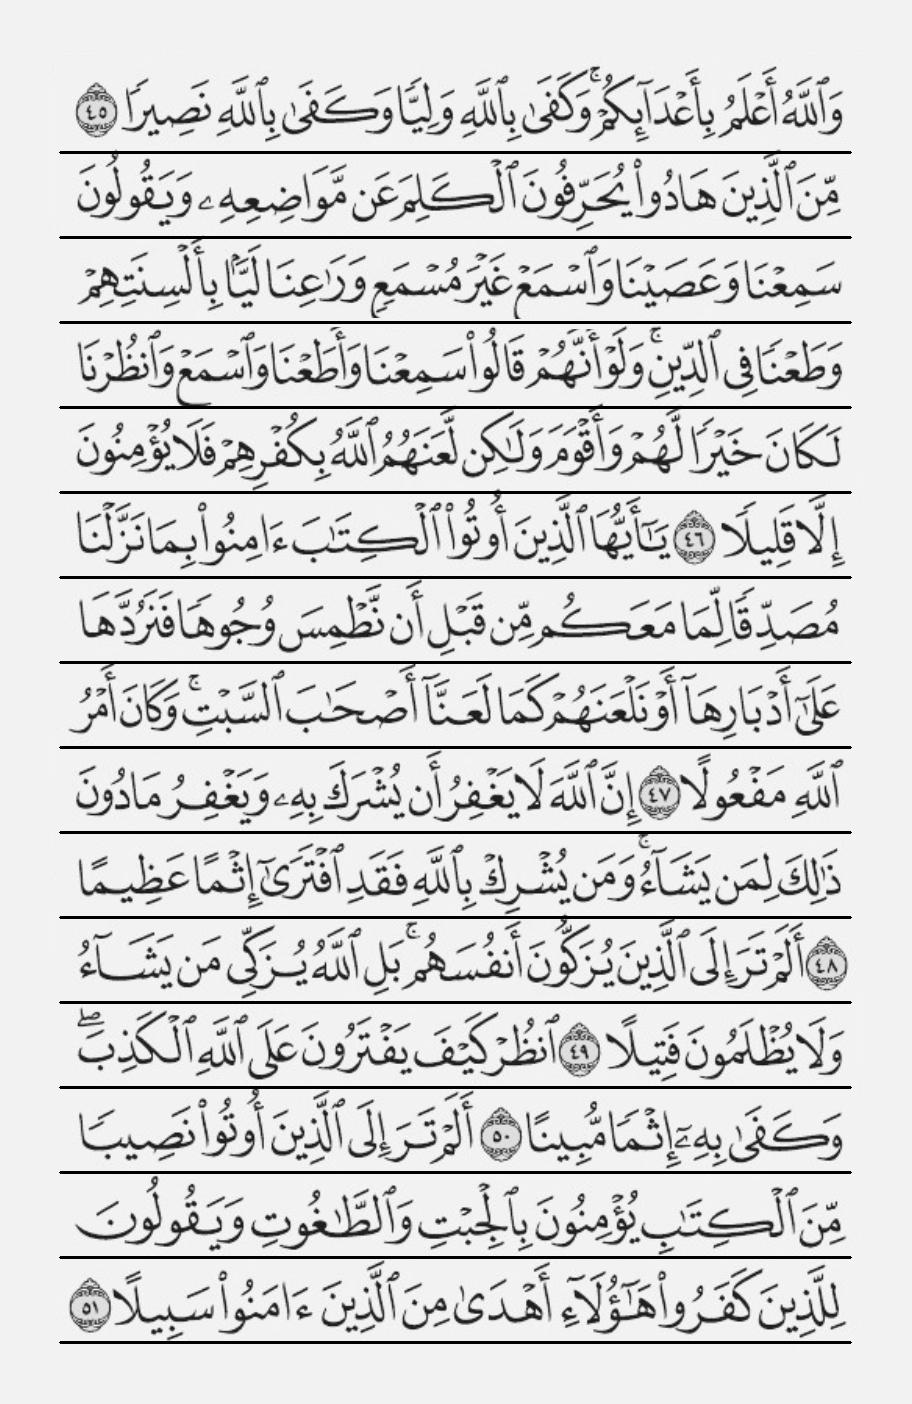 وَٱللَّهُ أَعْلَمُ بِأَعْدَآئِكُمْۚ وَكَفَىٰ بِٱللَّهِ وَلِيًّا وَكَفَىٰ بِٱللَّهِ نَصِيرًا ٤٥
مِّنَ ٱلَّذِينَ هَادُوا۟ يُحَرِّفُونَ ٱلْكَلِمَ عَن مَّوَاضِعِهِۦ وَيَقُولُونَ
سَمِعْنَا وَعَصَيْنَا وَٱسْمَعْ غَيْرَ مُسْمَعٍ وَرَٰعِنَا لَيًّۢا بِأَلْسِنَتِهِمْ
وَطَعْنًا فِى ٱلدِّينِۚ وَلَوْ أَنَّهُمْ قَالُوا۟ سَمِعْنَا وَأَطَعْنَا وَٱسْمَعْ وَٱنظُرْنَا
لَكَانَ خَيْرًا لَّهُمْ وَأَقْوَمَ وَلَٰكِن لَّعَنَهُمُ ٱللَّهُ بِكُفْرِهِمْ فَلَا يُؤْمِنُونَ
إِلَّا قَلِيلًا ٤٦ يَٰٓأَيُّهَا ٱلَّذِينَ أُوتُوا۟ ٱلْكِتَٰبَ ءَامِنُوا۟ بِمَا نَزَّلْنَا
مُصَدِّقًا لِّمَا مَعَكُم مِّن قَبْلِ أَن نَّطْمِسَ وُجُوهًا فَنَرُدَّهَا
عَلَىٰٓ أَدْبَارِهَآ أَوْ نَلْعَنَهُمْ كَمَا لَعَنَّآ أَصْحَٰبَ ٱلسَّبْتِۚ وَكَانَ أَمْرُ
ٱللَّهِ مَفْعُولًا ٤٧ إِنَّ ٱللَّهَ لَا يَغْفِرُ أَن يُشْرَكَ بِهِۦ وَيَغْفِرُ مَا دُونَ
ذَٰلِكَ لِمَن يَشَآءُۚ وَمَن يُشْرِكْ بِٱللَّهِ فَقَدِ ٱفْتَرَىٰٓ إِثْمًا عَظِيمًا
٤٨ أَلَمْ تَرَ إِلَى ٱلَّذِينَ يُزَكُّونَ أَنفُسَهُمۚ بَلِ ٱللَّهُ يُزَكِّى مَن يَشَآءُ
وَلَا يُظْلَمُونَ فَتِيلًا ٤٩ ٱنظُرْ كَيْفَ يَفْتَرُونَ عَلَى ٱللَّهِ ٱلْكَذِبَۖ
وَكَفَىٰ بِهِۦٓ إِثْمًا مُّبِينًا ٥٠ أَلَمْ تَرَ إِلَى ٱلَّذِينَ أُوتُوا۟ نَصِيبًا
مِّنَ ٱلْكِتَٰبِ يُؤْمِنُونَ بِٱلْجِبْتِ وَٱلطَّٰغُوتِ وَيَقُولُونَ
لِلَّذِينَ كَفَرُوا۟ هَٰٓؤُلَآءِ أَهْدَىٰ مِنَ ٱلَّذِينَ ءَامَنُوا۟ سَبِيلًا ٥١